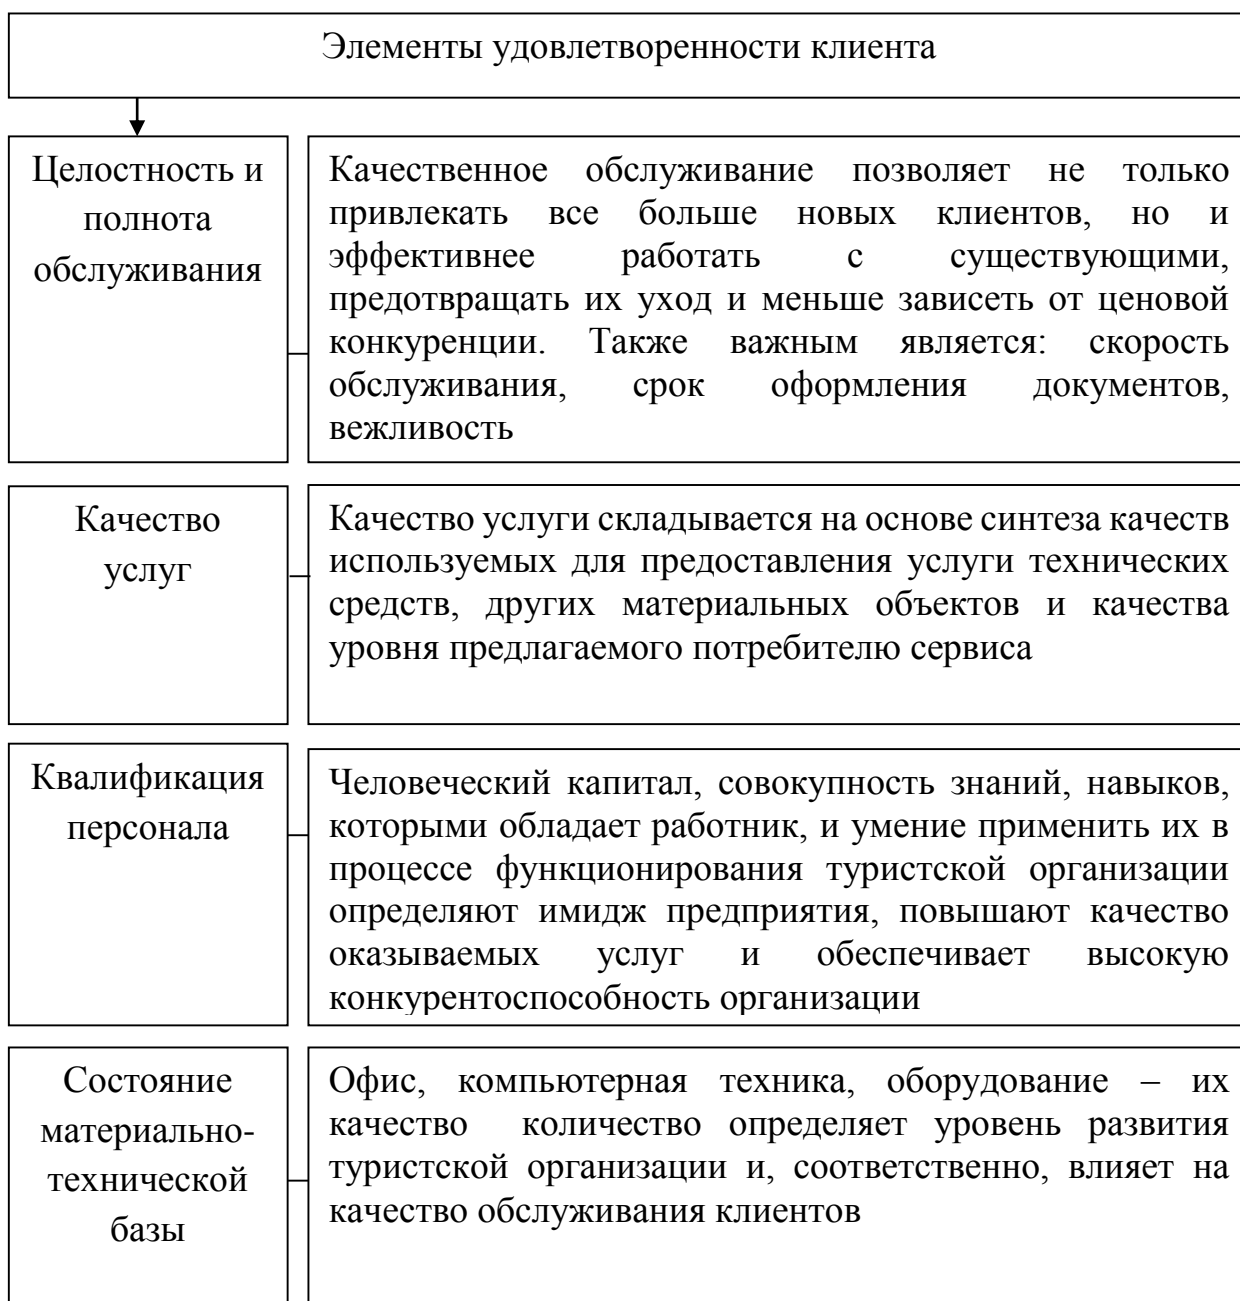 Элементы удовлетворенности клиента
Целостность и
полнота
обслуживания
Качественное обслуживание позволяет не только
привлекать все больше новых клиентов, но и
эффективнее работать с существующими,
предотвращать их уход и меньше зависеть от ценовой
конкуренции. Также важным является: скорость
обслуживания, срок оформления документов,
вежливость
Качество
услуг
Качество услуги складывается на основе синтеза качеств
используемых для предоставления услуги технических
средств, других материальных объектов и качества
уровня предлагаемого потребителю сервиса
Квалификация
персонала
Человеческий капитал, совокупность знаний, навыков,
которыми обладает работник, и умение применить их в
процессе функционирования туристской организации
определяют имидж предприятия, повышают качество
оказываемых услуг и обеспечивает высокую
конкурентоспособность организации
Состояние
материально-
технической
базы
Офис, компьютерная техника, оборудование – их
качество количество определяет уровень развития
туристской организации и, соответственно, влияет на
качество обслуживания клиентов